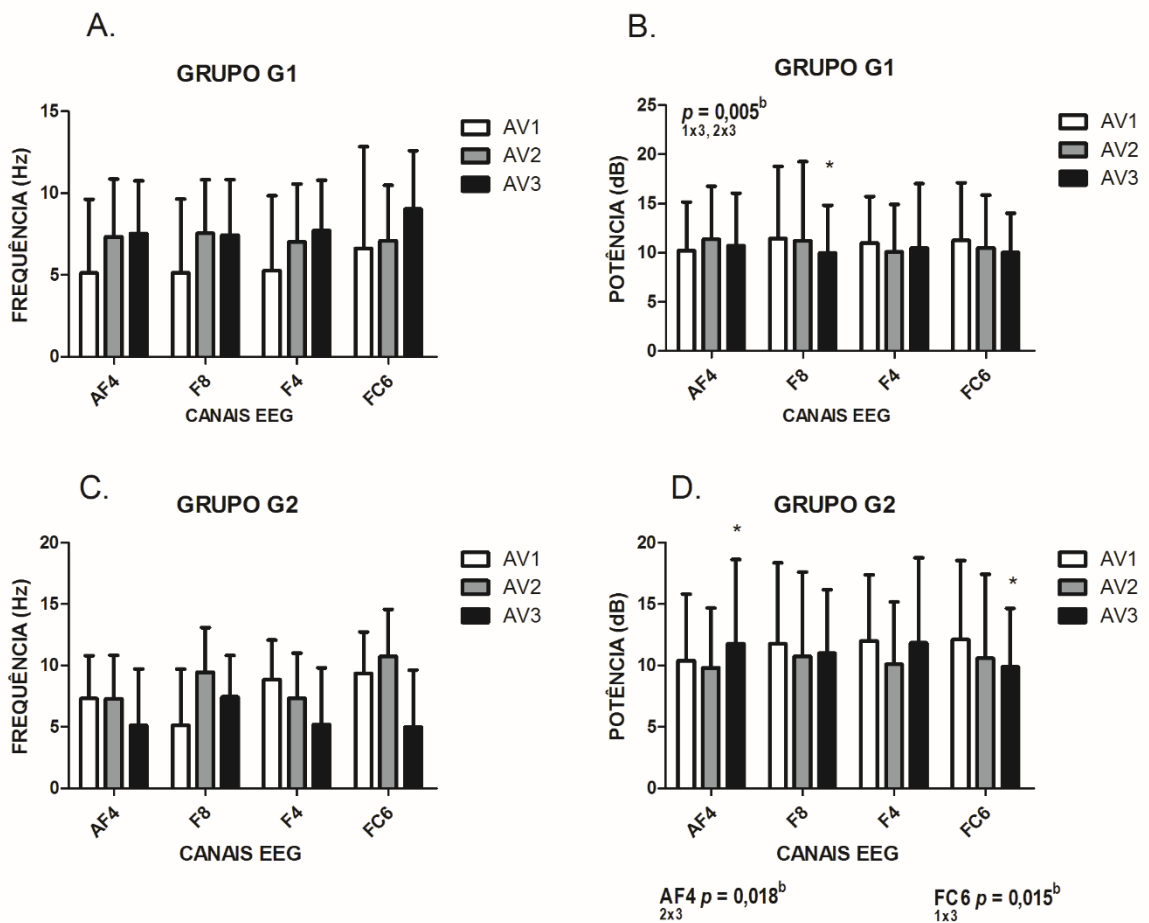 A.
GRUPO G1
FREQUÊNCIA (Hz)
15
10
5
0
AF4
F8
F4
FC6
CANAIS EEG
AV1
AV2
AV3
B.
GRUPO G1
p = 0,005b
1x3, 2x3
POTÊNCIA (dB)
25
20
15
10
5
0
*
AF4
F8
F4
FC6
CANAIS EEG
AV1
AV2
AV3
C.
GRUPO G2
FREQUÊNCIA (Hz)
20
15
10
5
0
AF4
F8
F4
FC6
CANAIS EEG
AV1
AV2
AV3
D.
GRUPO G2
POTÊNCIA (dB)
20
15
10
5
0
*
*
AF4
F8
F4
FC6
CANAIS EEG
AV1
AV2
AV3
AF4 p = 0,018b
2x3
FC6 p = 0,015b
1x3